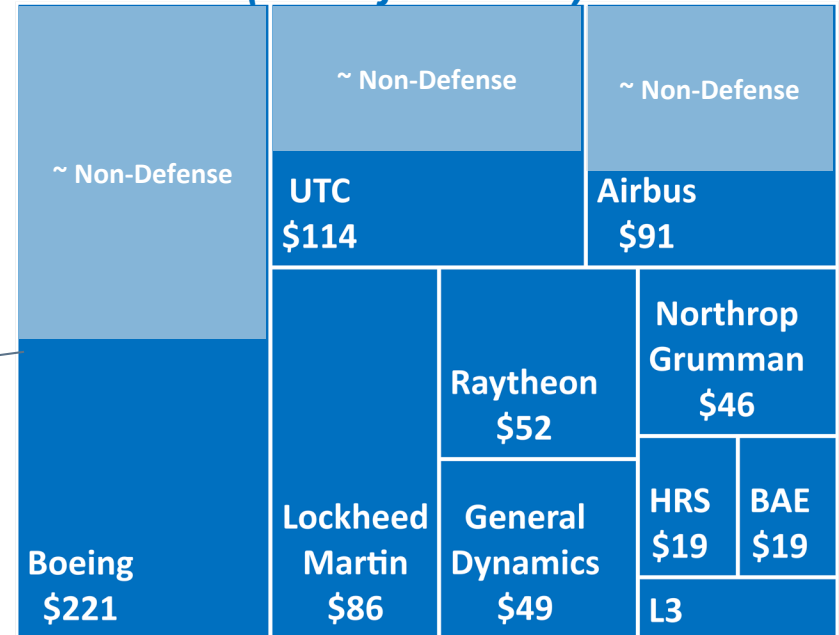 ~ Non-Defense
~ Non-Defense
~ Non-Defense
UTC
$114
Airbus
$91
Northrop
Grumman
$46
Raytheon
$52
HRS
$19
BAE
$19
Lockheed
Martin
$86
General
Dynamics
$49
Boeing
$221
L3